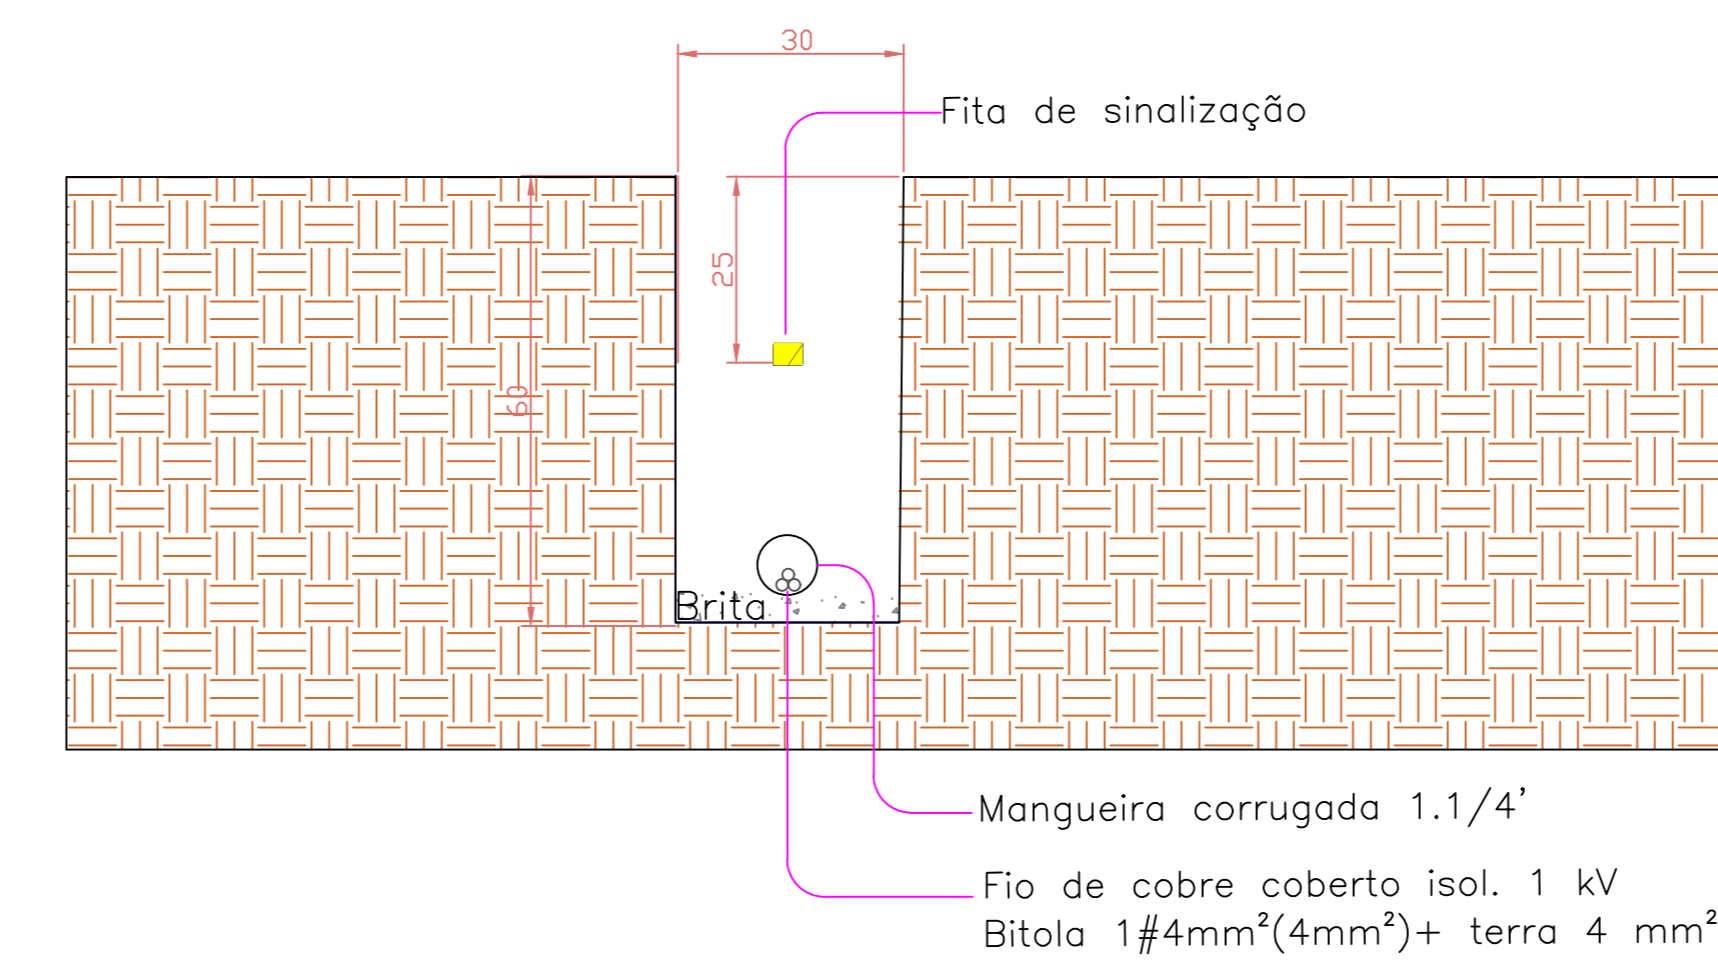 30
Fita de sinalização
25
60
Brita
Mangueira corrugada 1.1/4'
Fio de cobre coberto isol. 1 kV
Bitola 1#4mm²(4mm²)+ terra 4 mm²